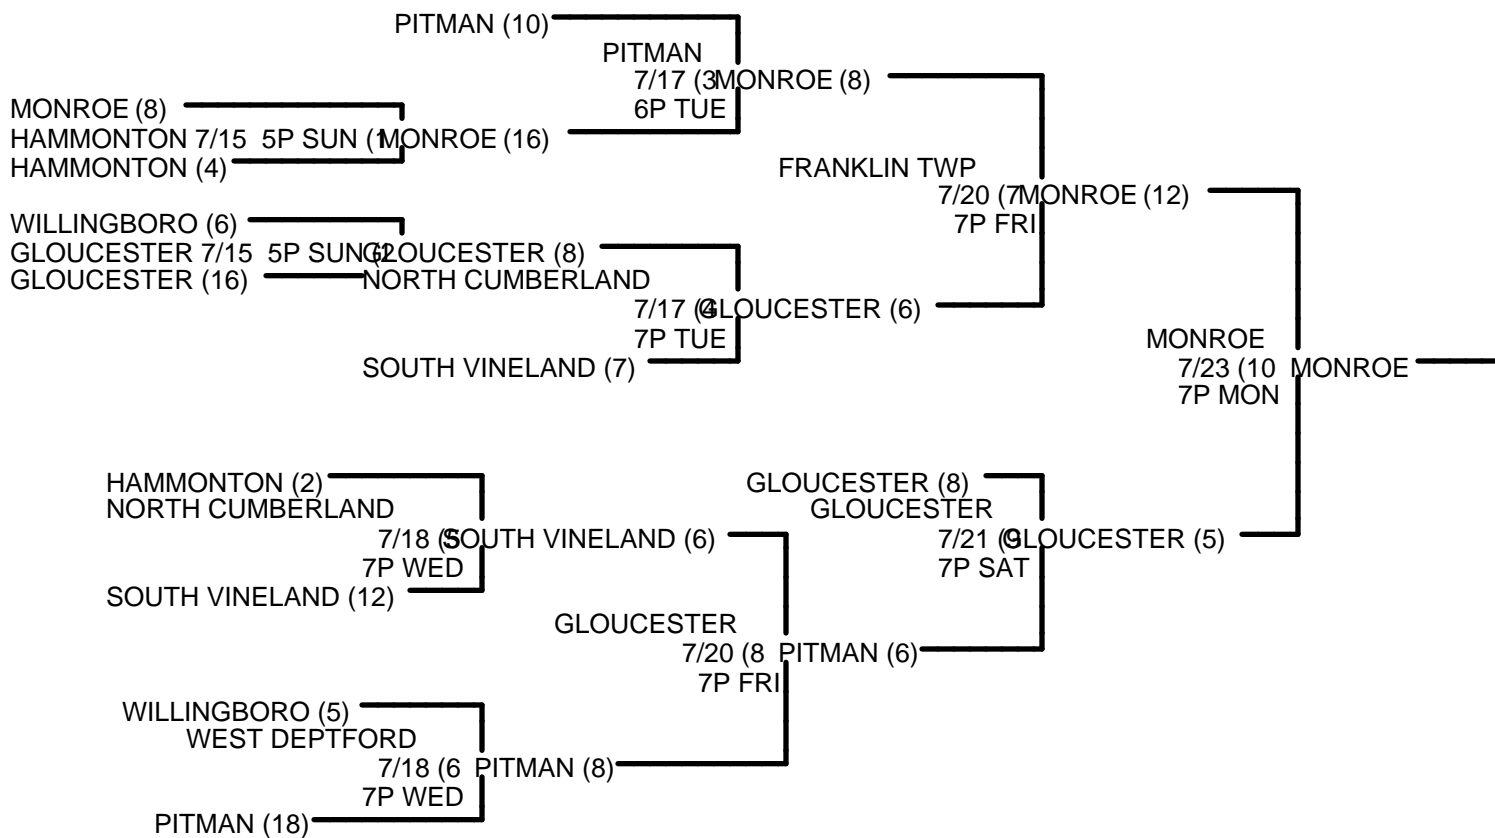 PITMAN (10)
PITMAN
7/17 (3
MONROE (8)
6P TUE
MONROE (8)
HAMMONTON 7/15  5P SUN (1
MONROE (16)
HAMMONTON (4)
FRANKLIN TWP
7/20 (7
MONROE (12)
7P FRI
WILLINGBORO (6)
GLOUCESTER 7/15  5P SUN (2
GLOUCESTER (8)
GLOUCESTER (16)
NORTH CUMBERLAND
7/17 (4
GLOUCESTER (6)
7P TUE
SOUTH VINELAND (7)
MONROE
7/23 (10
MONROE
7P MON
HAMMONTON (2)
NORTH CUMBERLAND
7/18 (5
SOUTH VINELAND (6)
7P WED
SOUTH VINELAND (12)
GLOUCESTER (8)
GLOUCESTER
7/21 (9
GLOUCESTER (5)
7P SAT
GLOUCESTER
7/20 (8
PITMAN (6)
7P FRI
WILLINGBORO (5)
WEST DEPTFORD
7/18 (6
PITMAN (8)
7P WED
PITMAN (18)